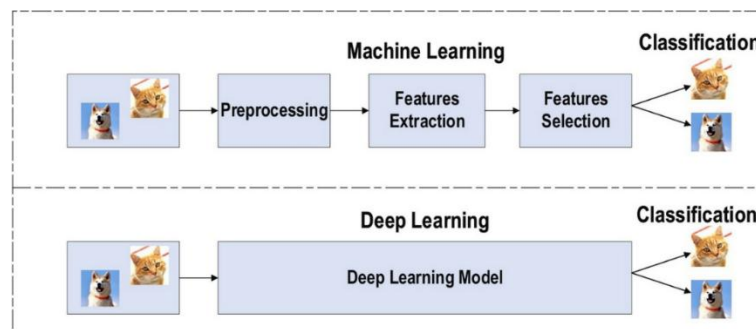 Machine Learning
Classification
Preprocessing
Features
Extraction
Features
Selection
Deep Learning
Classification
Deep Learning Model